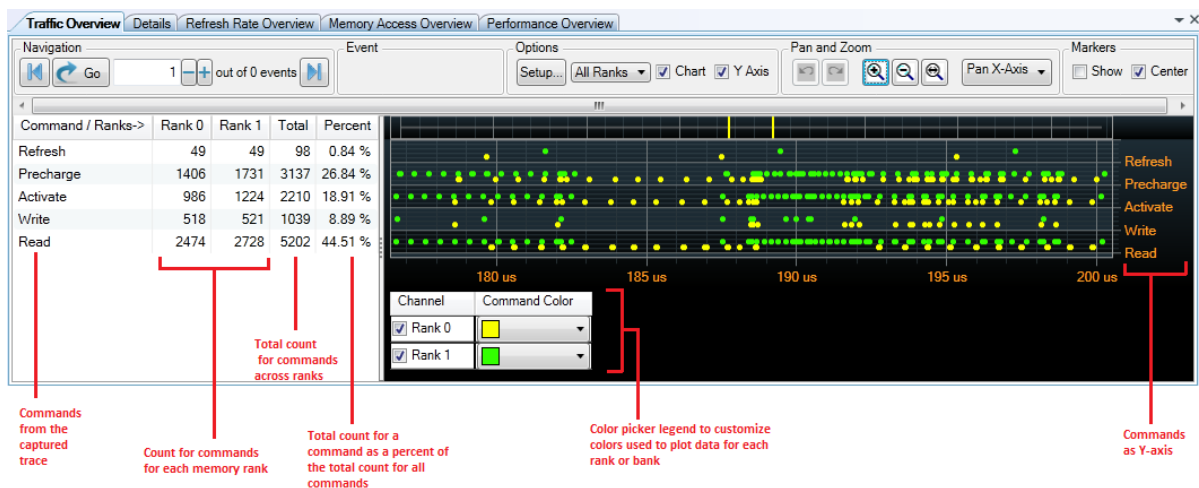 Traffic Overview Details Refresh Rate Overview Memory Access Overview Performance Overview
Navigation Event Options Pan and Zoom Markers
Go 1 out of 0 events Setup... All Ranks Chart Y Axis Pan X-Axis Show Center
Command / Ranks-> Rank 0 Rank 1 Total Percent
Refresh 49 49 98 0.84 %
Precharge 1406 1731 3137 26.84 %
Activate 986 1224 2210 18.91 %
Write 518 521 1039 8.89 %
Read 2474 2728 5202 44.51 %
Refresh
Precharge
Activate
Write
Read
180 us 185 us 190 us 195 us 200 us
Channel Command Color
Rank 0
Rank 1
Commands
from the
captured
trace
Count for commands
for each memory rank
Total count
for commands
across ranks
Total count for a
command as a percent of
the total count for all
commands
Color picker legend to customize
colors used to plot data for each
rank or bank
Commands
as Y-axis